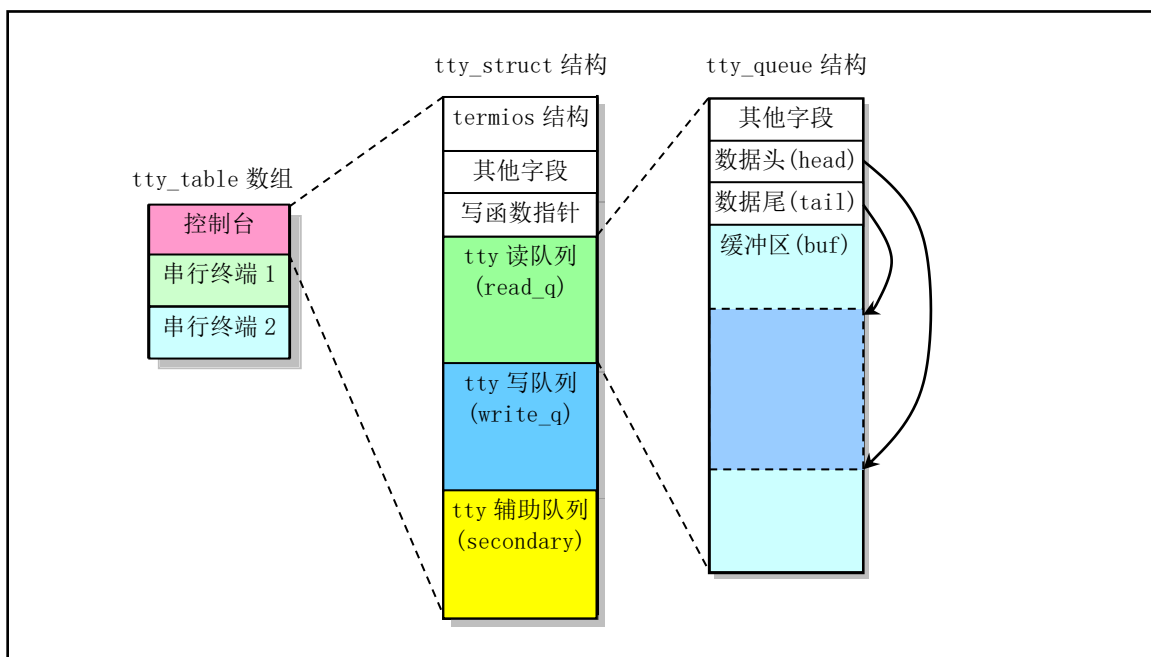 tty_struct 结构
tty_queue 结构
tty_table 数组
控制台
串行终端 1
串行终端 2
termios 结构
其他字段
写函数指针
tty 读队列
(read_q)
tty 写队列
(write_q)
tty 辅助队列
(secondary)
其他字段
数据头(head)
数据尾(tail)
缓冲区(buf)